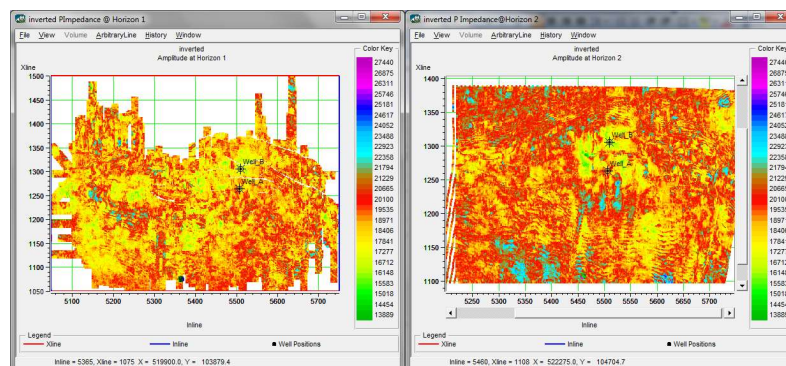 inverted PImpedance @ Horizon 1
File View Volume ArbitraryLine History Window
inverted
Amplitude at Horizon 1
Xline
1500
1450
1400
1350
1300
1250
1200
1150
1100
1050
Well_B
Well_A
5100 5200 5300 5400 5500 5600 5700
Inline
Color Key
27440
26875
26311
25746
25181
24617
24052
23488
22923
22358
21794
21229
20665
20100
19535
18971
18406
17841
17277
16712
16148
15583
15018
14454
13889
Legend
Xline Inline Well Positions
Inline = 5365, Xline = 1075 X = 519900.0, Y = 103879.4
inverted P Impedance@Horizon 2
File View Volume ArbitraryLine History Window
inverted
Amplitude at Horizon 2
Xline
1400
1350
1300
1250
1200
1150
1100
Well_B
Well_A
5250 5300 5350 5400 5450 5500 5550 5600 5650 5700
Inline
Color Key
27440
26875
26311
25746
25181
24617
24052
23488
22923
22358
21794
21229
20665
20100
19535
18971
18406
17841
17277
16712
16148
15583
15018
14454
13889
Legend
Xline Inline Well Positions
Inline = 5460, Xline = 1108 X = 522275.0, Y = 104704.7